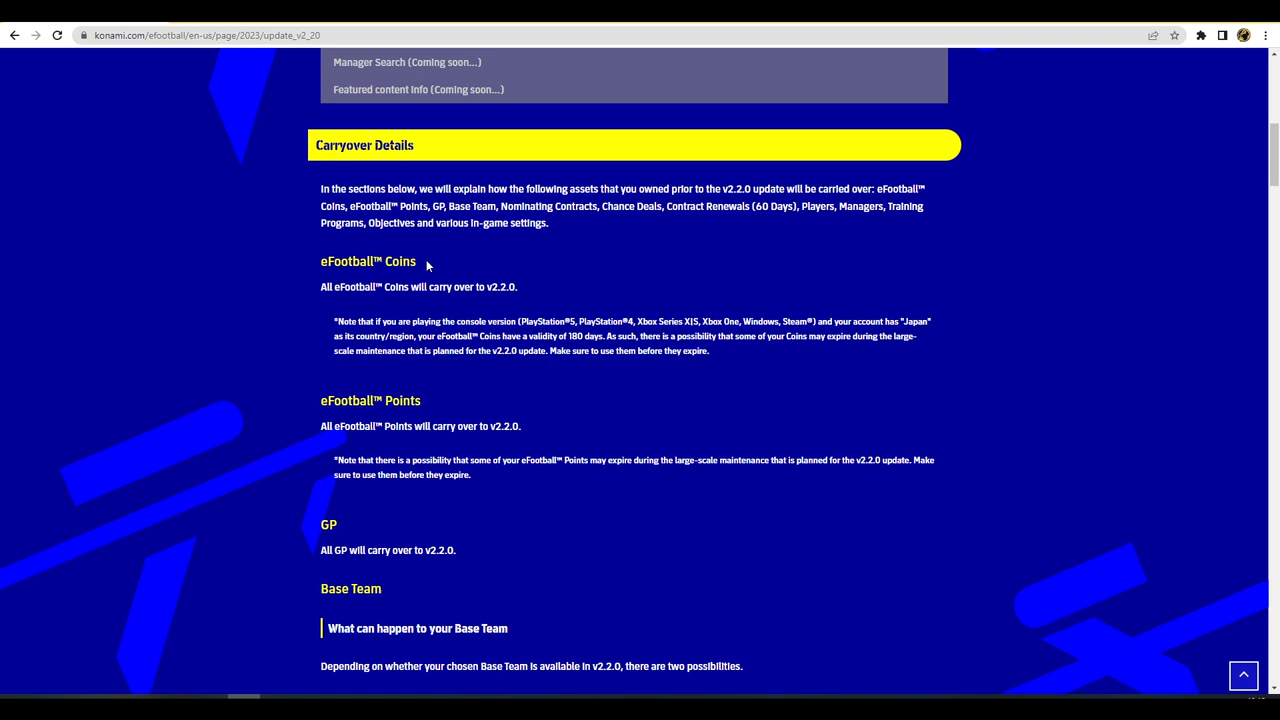 konami.com/efootball/en-us/page/2023/update_v2_20
Manager Search (Coming soon...)
Featured content info (Coming soon...)
Carryover Details
In the sections below, we will explain how the following assets that you owned prior to the v2.2.0 update will be carried over: eFootball™
Coins, eFootball™ Points, GP, Base Team, Nominating Contracts, Chance Deals, Contract Renewals (60 Days), Players, Managers, Training
Programs, Objectives and various in-game settings.
eFootball™ Coins
All eFootball™ Coins will carry over to v2.2.0.
*Note that if you are playing the console version (PlayStation®5, PlayStation®4, Xbox Series X|S, Xbox One, Windows, Steam®) and your account has "Japan"
as its country/region, your eFootball™ Coins have a validity of 180 days. As such, there is a possibility that some of your Coins may expire during the large-
scale maintenance that is planned for the v2.2.0 update. Make sure to use them before they expire.
eFootball™ Points
All eFootball™ Points will carry over to v2.2.0.
*Note that there is a possibility that some of your eFootball™ Points may expire during the large-scale maintenance that is planned for the v2.2.0 update. Make
sure to use them before they expire.
GP
All GP will carry over to v2.2.0.
Base Team
What can happen to your Base Team
Depending on whether your chosen Base Team is available in v2.2.0, there are two possibilities.